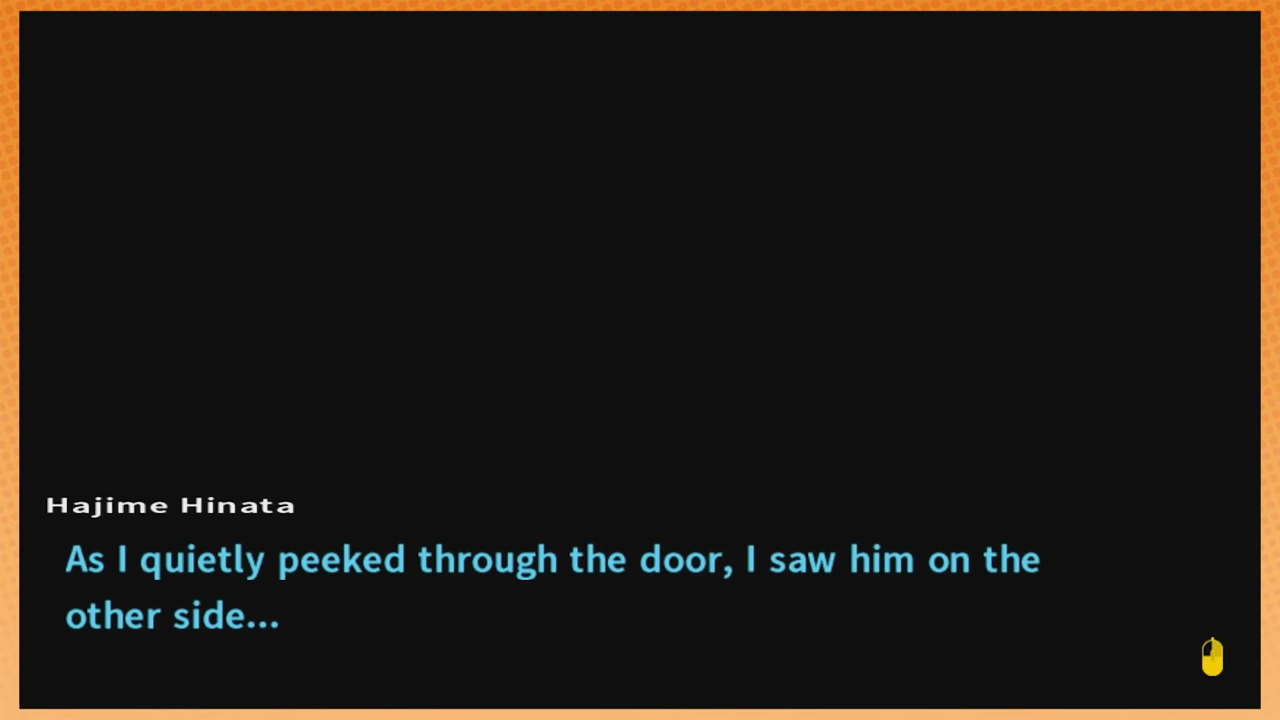 Hajime Hinata
As I quietly peeked through the door, I saw him on the
other side...